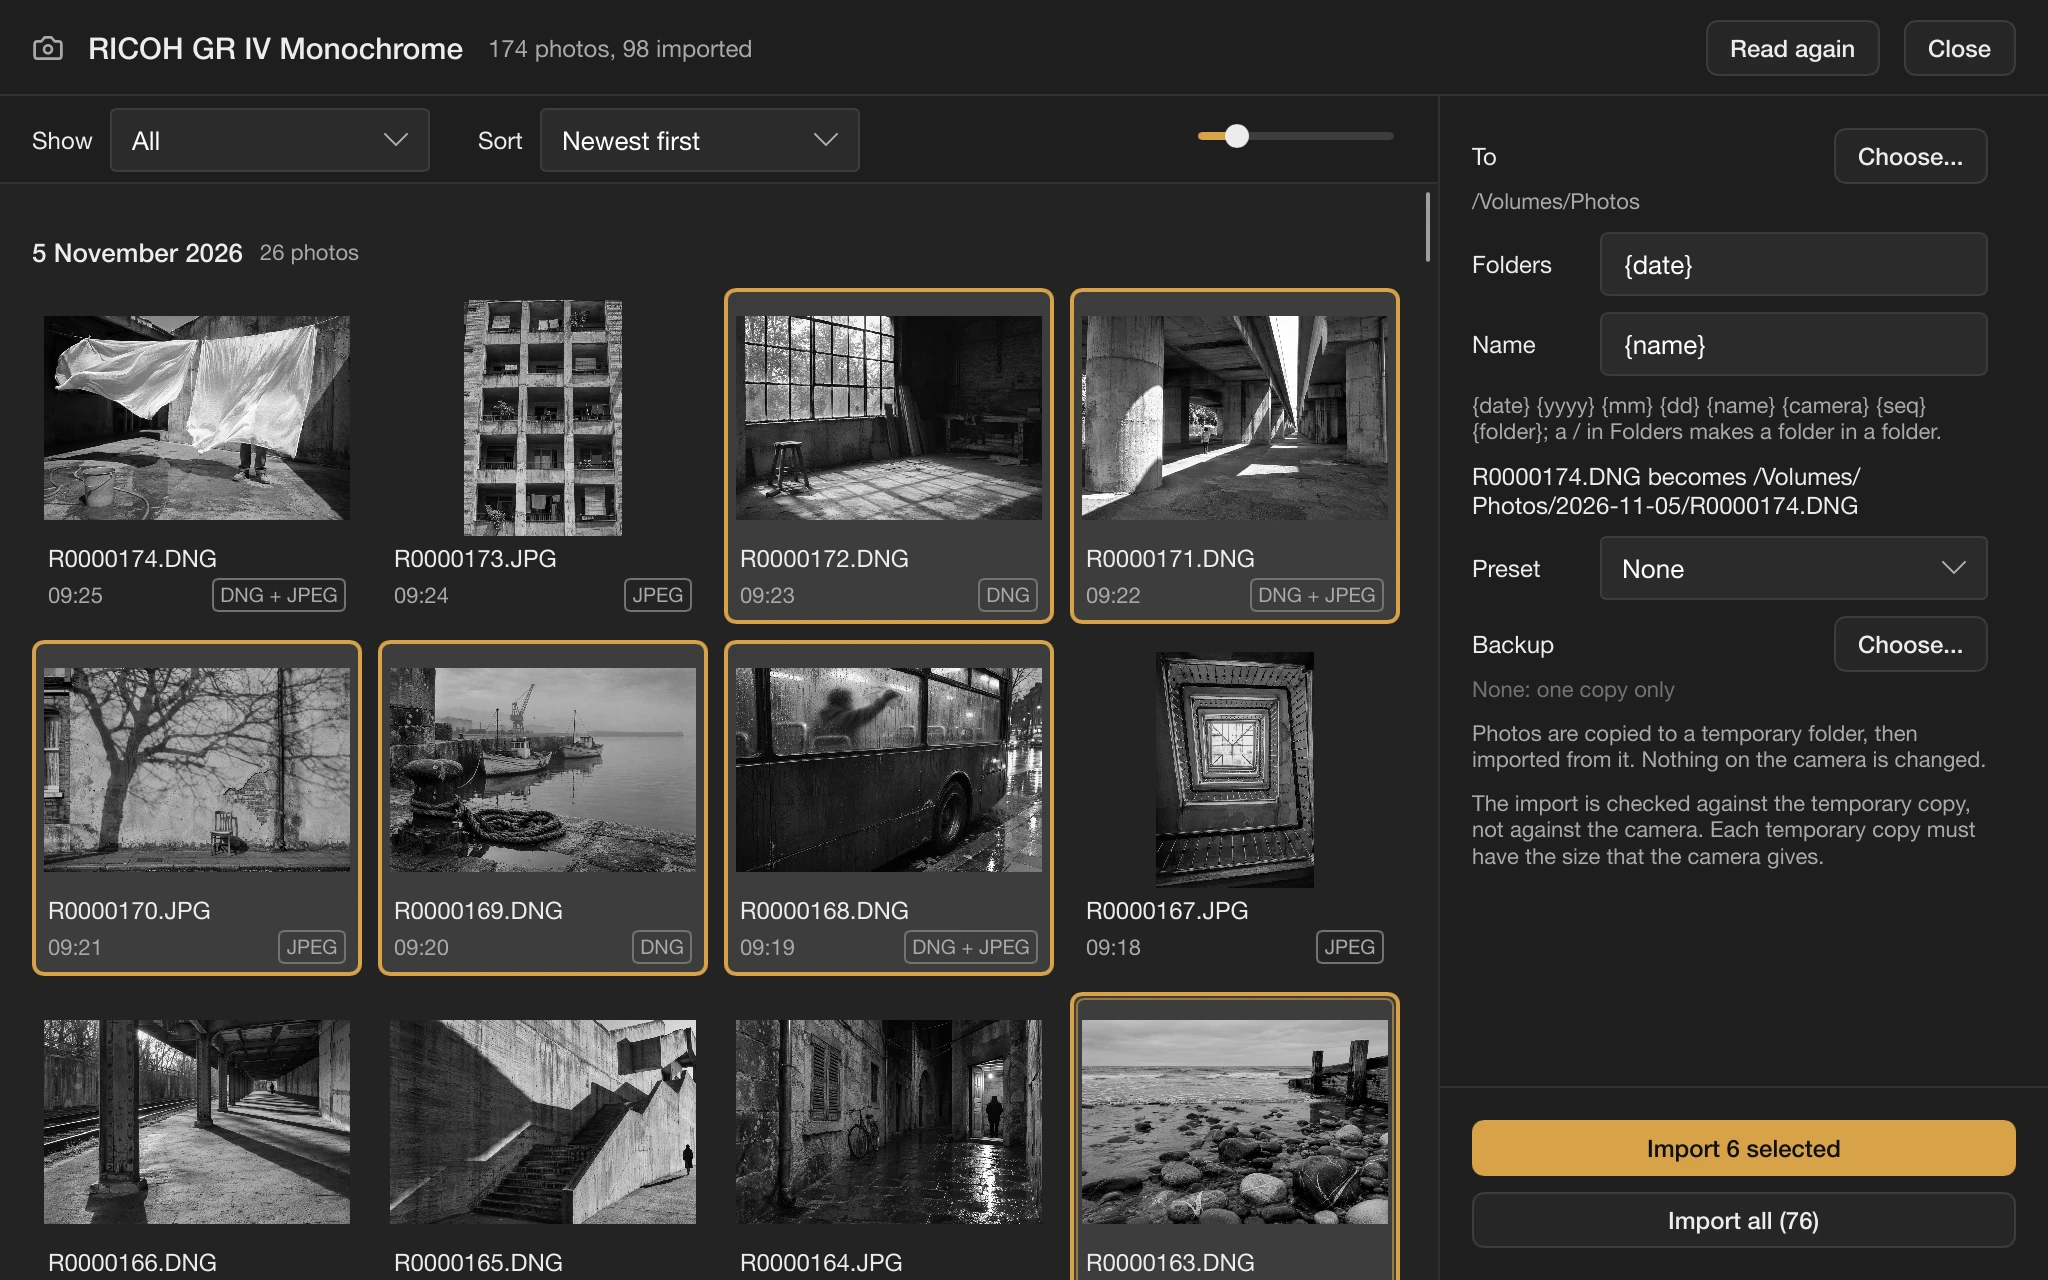 RICOH GR IV Monochrome 174 photos, 98 imported
Read again
Close
Show
All
Sort
Newest first
5 November 2026 26 photos
R0000174.DNG
09:25
DNG + JPEG
R0000173.JPG
09:24
JPEG
R0000172.DNG
09:23
DNG
R0000171.DNG
09:22
DNG + JPEG
R0000170.JPG
09:21
JPEG
R0000169.DNG
09:20
DNG
R0000168.DNG
09:19
DNG + JPEG
R0000167.JPG
09:18
JPEG
R0000166.DNG
R0000165.DNG
R0000164.JPG
R0000163.DNG
To
Choose...
/Volumes/Photos
Folders
{date}
Name
{name}
{date} {yyyy} {mm} {dd} {name} {camera} {seq}
{folder}; a / in Folders makes a folder in a folder.
R0000174.DNG becomes /Volumes/
Photos/2026-11-05/R0000174.DNG
Preset
None
Backup
Choose...
None: one copy only
Photos are copied to a temporary folder, then
imported from it. Nothing on the camera is changed.
The import is checked against the temporary copy,
not against the camera. Each temporary copy must
have the size that the camera gives.
Import 6 selected
Import all (76)